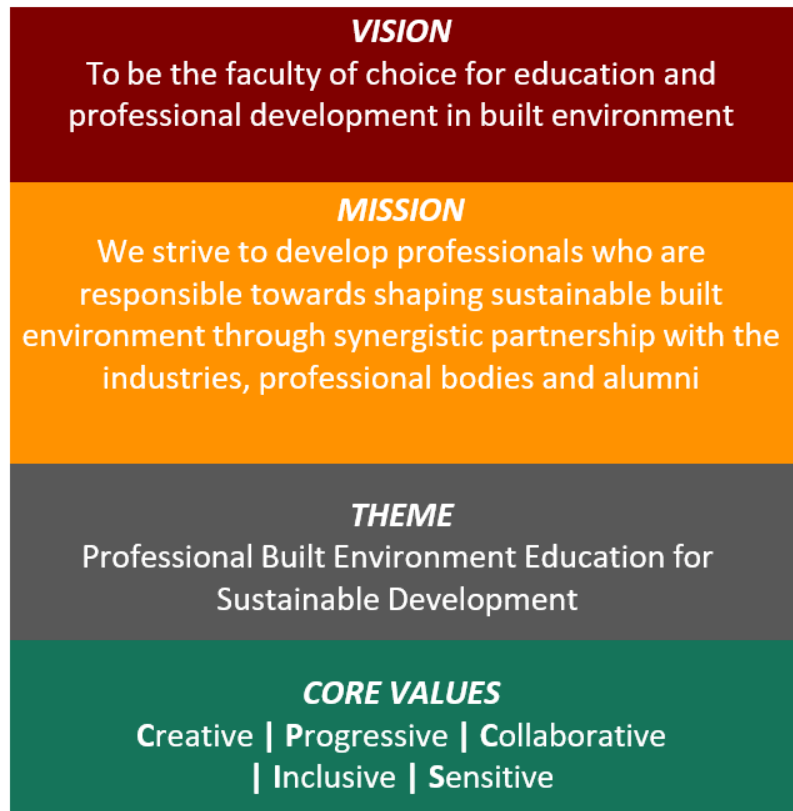 VISION
To be the faculty of choice for education and
professional development in built environment
MISSION
We strive to develop professionals who are
responsible towards shaping sustainable built
environment through synergistic partnership with the
industries, professional bodies and alumni
THEME
Professional Built Environment Education for
Sustainable Development
CORE VALUES
Creative | Progressive | Collaborative
| Inclusive | Sensitive